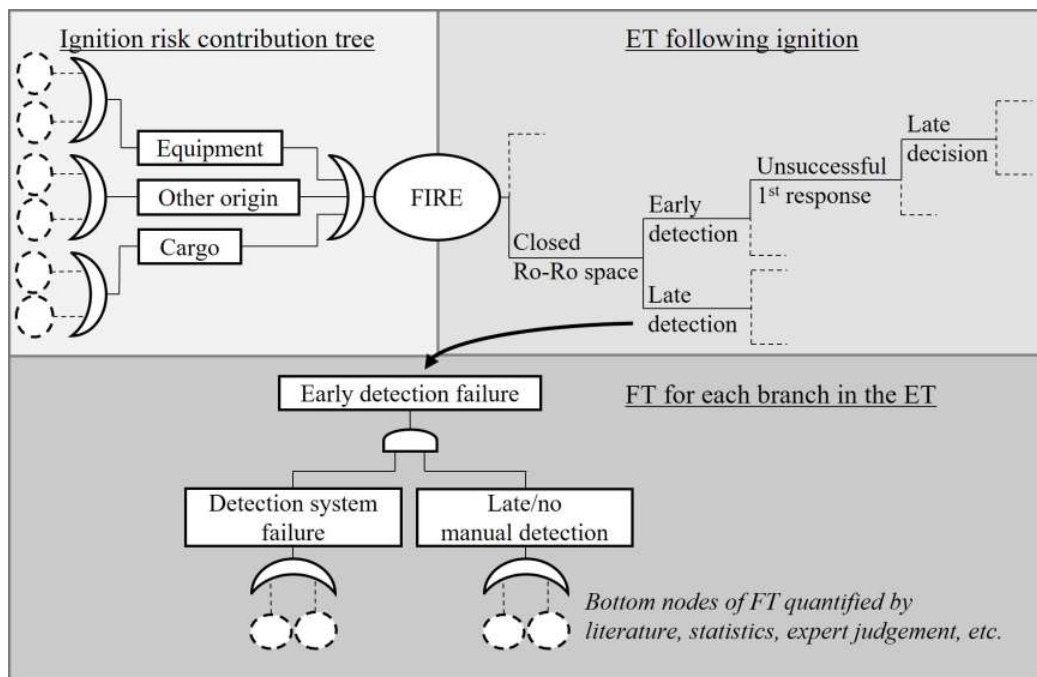 Ignition risk contribution tree
Equipment
Other origin
Cargo
FIRE
ET following ignition
Closed
Ro-Ro space
Early
detection
Late
detection
Unsuccessful
1st response
Late
decision
Early detection failure
FT for each branch in the ET
Detection system
failure
Late/no
manual detection
Bottom nodes of FT quantified by
literature, statistics, expert judgement, etc.